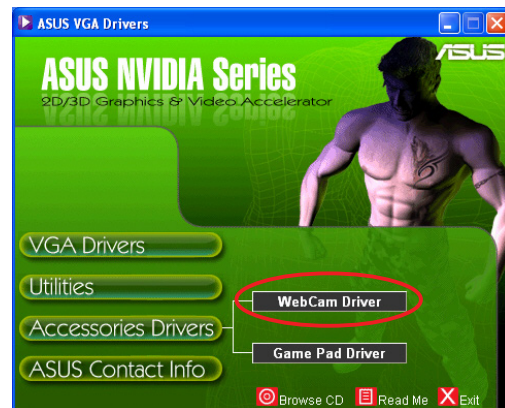 ASUS VGA Drivers
ASUS
ASUS NVIDIA Series
2D/3D Graphics & Video Accelerator
VGA Drivers
Utilities
WebCam Driver
Accessories Drivers
Game Pad Driver
ASUS Contact Info
Browse CD Read Me Exit